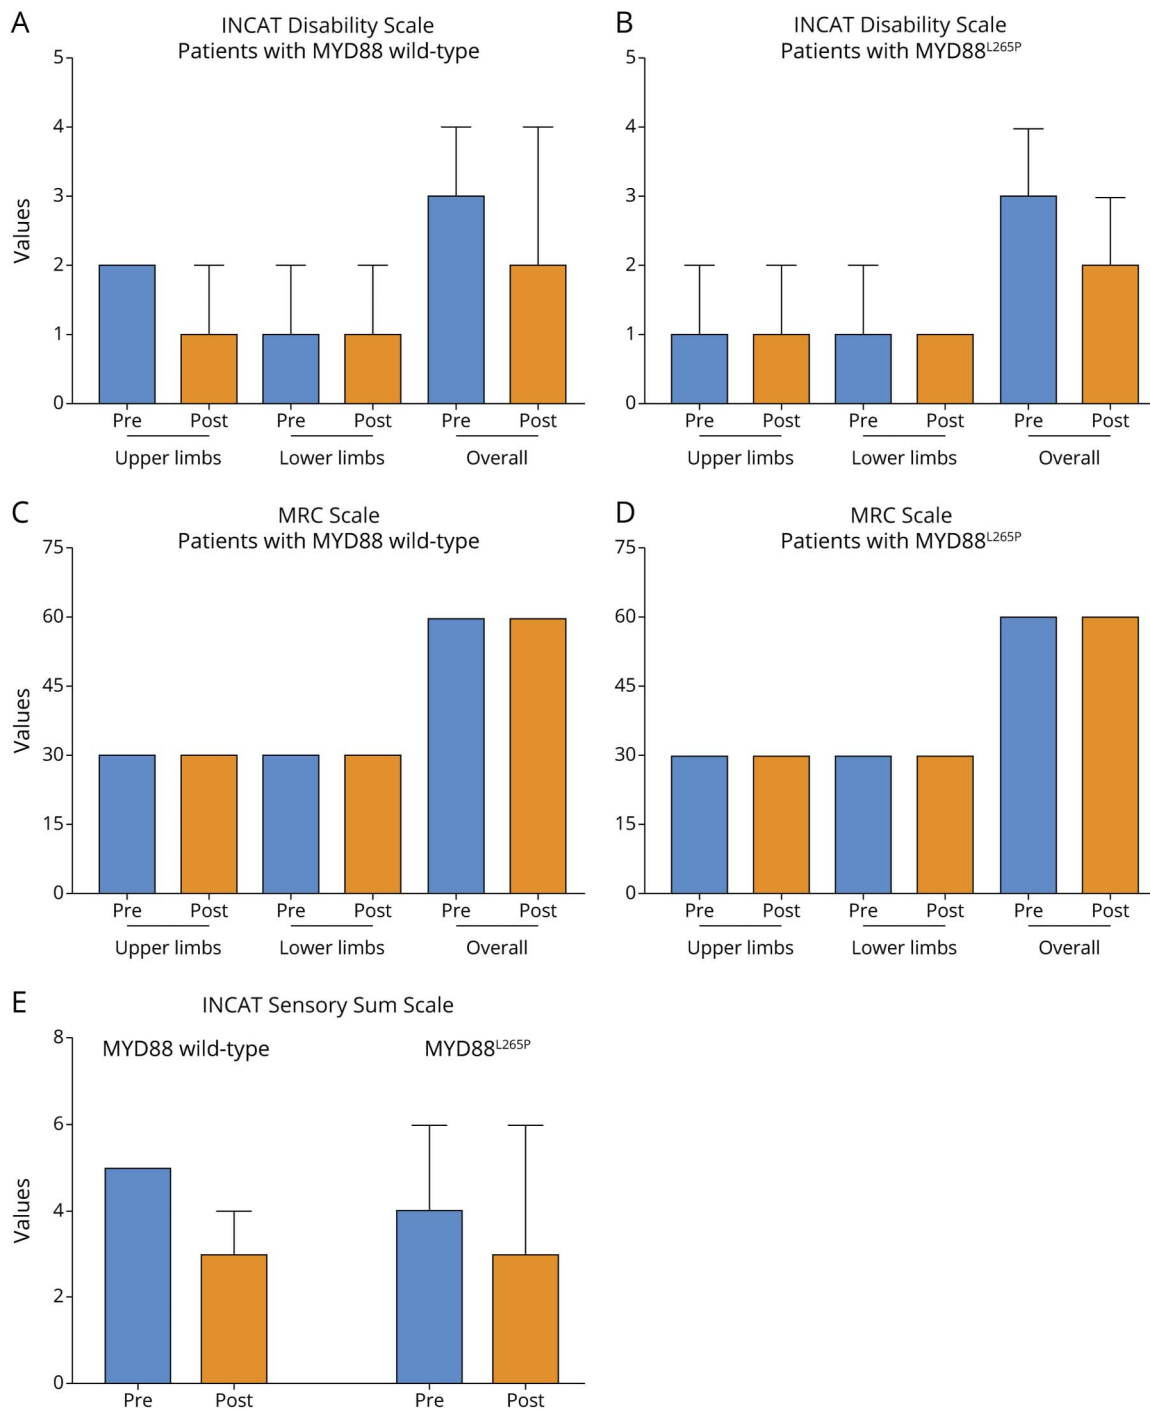 A
INCAT Disability Scale
Patients with MYD88 wild-type
5
4
3
2
1
0
Values
Pre Post Pre Post Pre Post
Upper limbs Lower limbs Overall
B
INCAT Disability Scale
Patients with MYD88L265P
5
4
3
2
1
0
Pre Post Pre Post Pre Post
Upper limbs Lower limbs Overall
C
MRC Scale
Patients with MYD88 wild-type
75
60
45
30
15
0
Values
Pre Post Pre Post Pre Post
Upper limbs Lower limbs Overall
D
MRC Scale
Patients with MYD88L265P
75
60
45
30
15
0
Pre Post Pre Post Pre Post
Upper limbs Lower limbs Overall
E
INCAT Sensory Sum Scale
MYD88 wild-type MYD88L265P
8
6
4
2
0
Values
Pre Post Pre Post